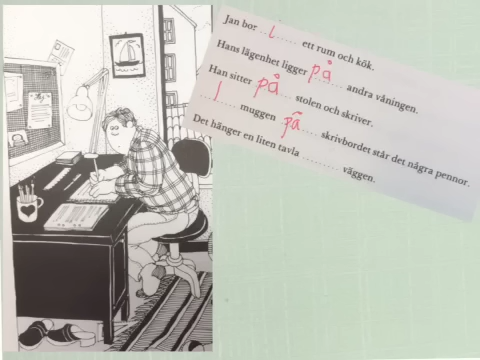 Jan bor i ett rum och kök.
Hans lägenhet ligger på andra våningen.
Han sitter på stolen och skriver.
I muggen på skrivbordet står det några pennor.
Det hänger en liten tavla ........ väggen.